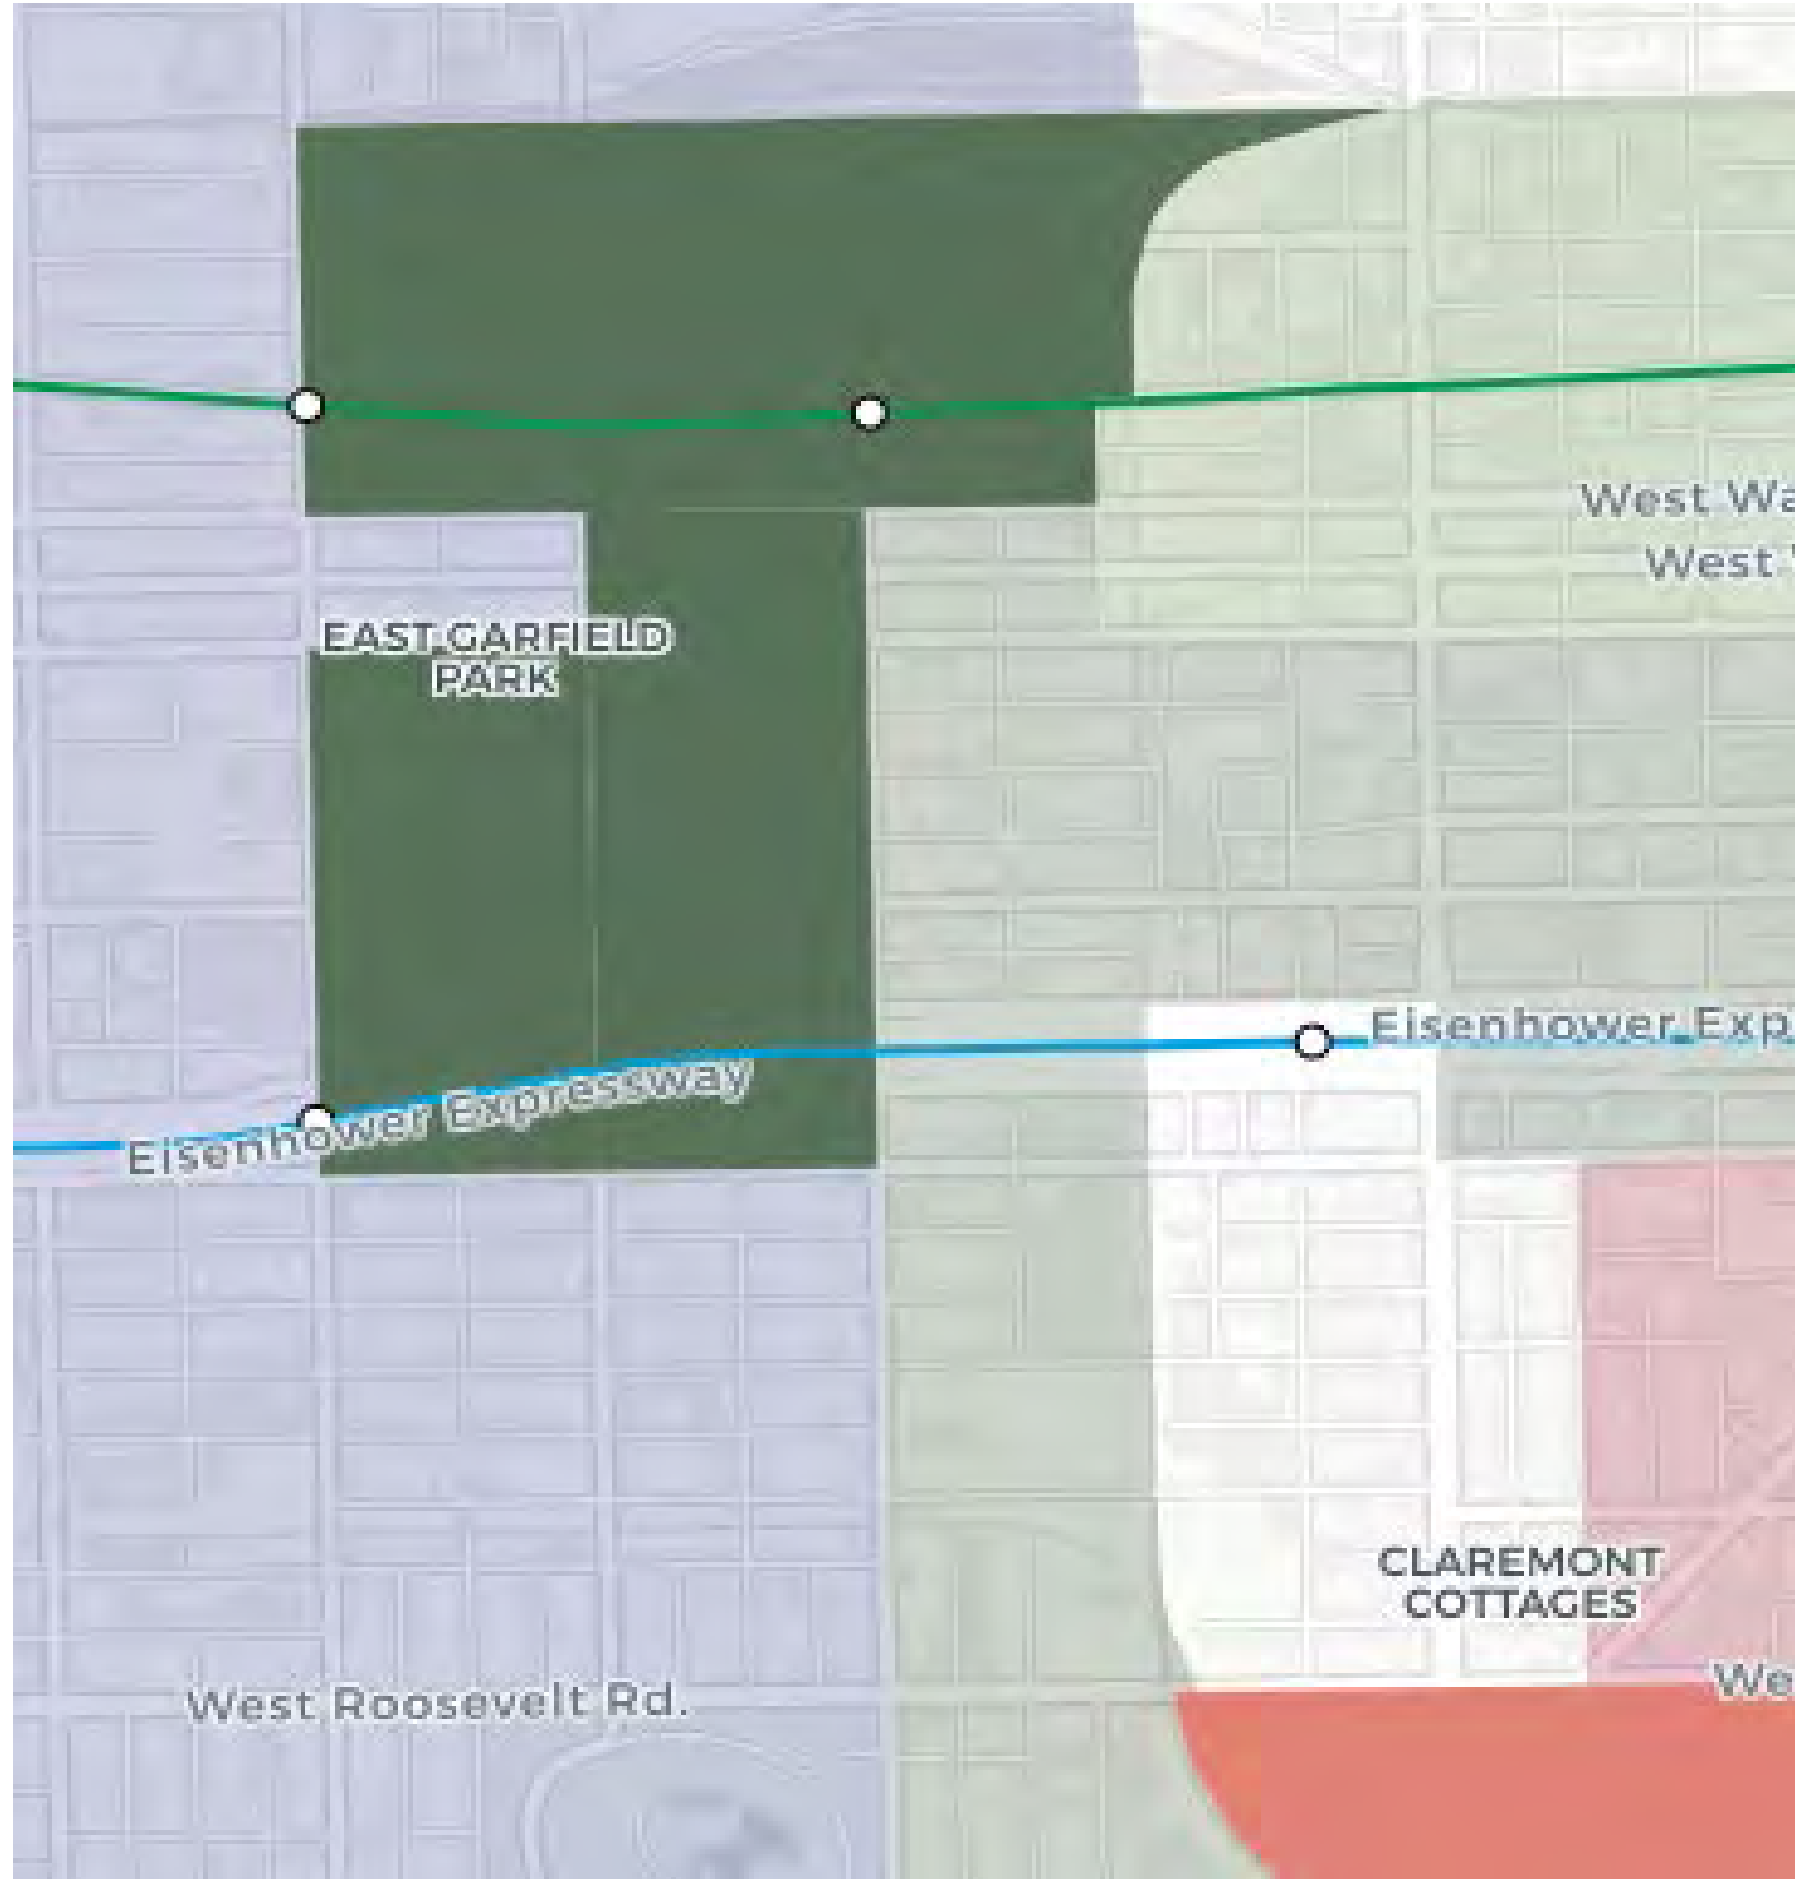 West Wa
West
EAST GARFIELD
PARK
Eisenhower Exp
Eisenhower Expressway
CLAREMONT
COTTAGES
We
West Roosevelt Rd.